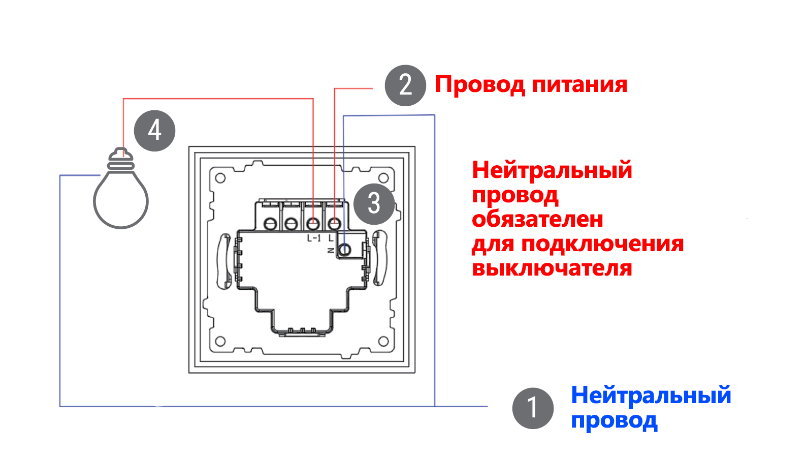 2 Провод питания
4
Нейтральный
провод
обязателен
для подключения
выключателя
3
L-1 L
N
1 Нейтральный
провод